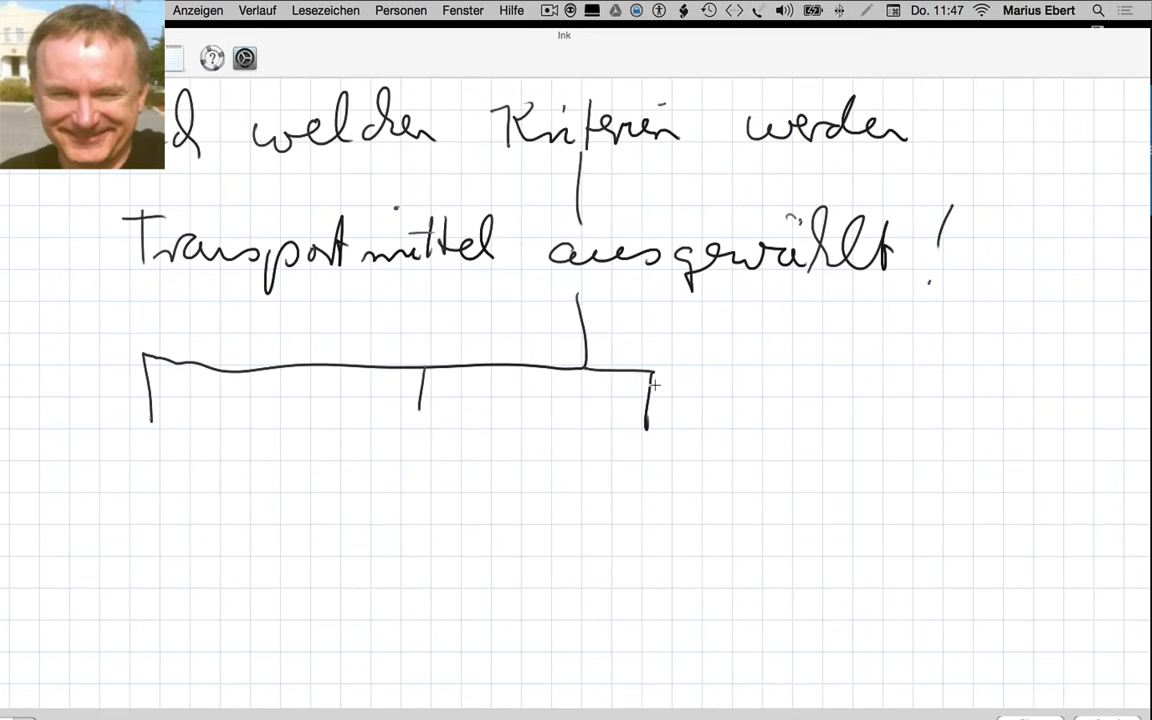 Anzeigen Verlauf Lesezeichen Personen Fenster Hilfe Do. 11:47 Marius Ebert
Ink
welchen Kriterien werden
Transportmittel ausgewählt!